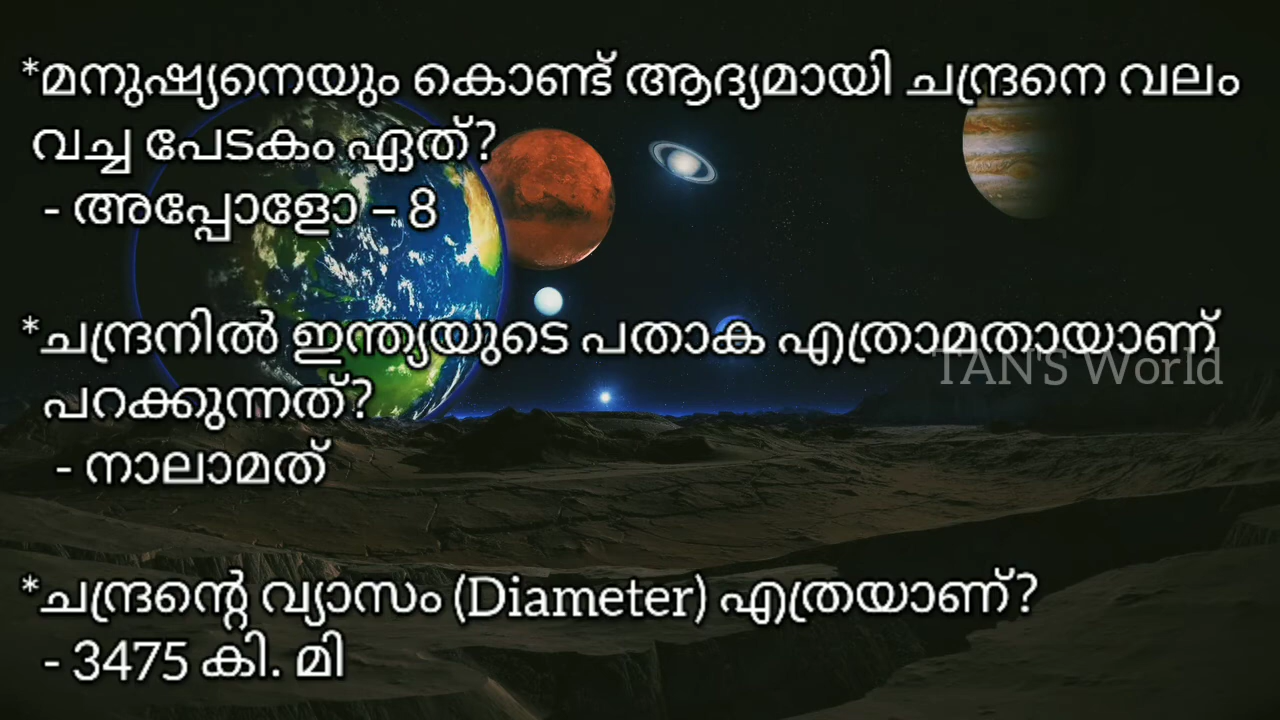 *മനുഷ്യനെയും കൊണ്ട് ആദ്യമായി ചന്ദ്രനെ വലം
വച്ച പേടകം ഏത്?
- അപ്പോളോ – 8
*ചന്ദ്രനിൽ ഇന്ത്യയുടെ പതാക എത്രാമതായാണ്
TAN'S World
പറക്കുന്നത്?
- നാലാമത്
*ചന്ദ്രന്റെ വ്യാസം (Diameter) എത്രയാണ്?
- 3475 കി. മി